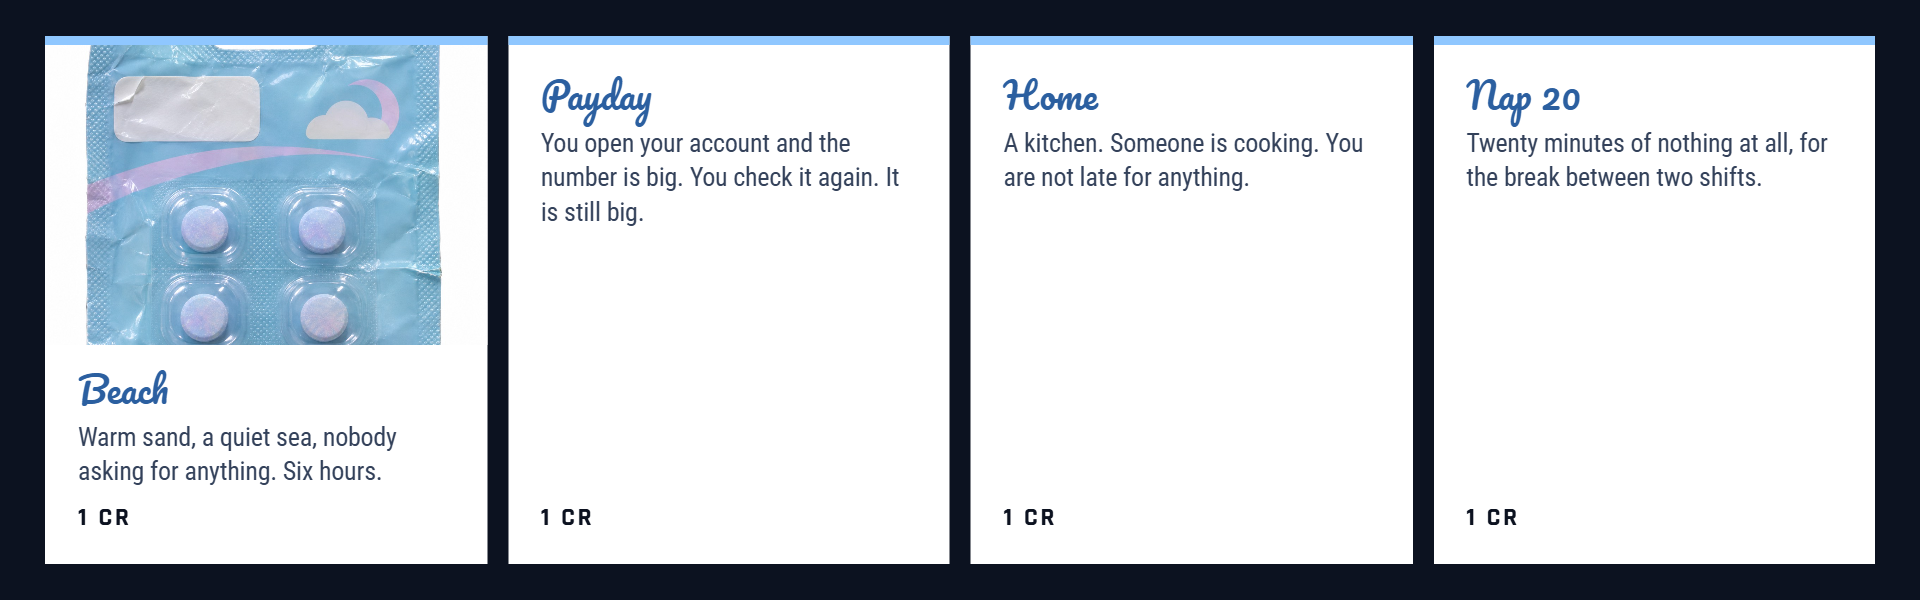 Beach
Warm sand, a quiet sea, nobody
asking for anything. Six hours.
1 CR
Payday
You open your account and the
number is big. You check it again. It
is still big.
1 CR
Home
A kitchen. Someone is cooking. You
are not late for anything.
1 CR
Nap 20
Twenty minutes of nothing at all, for
the break between two shifts.
1 CR